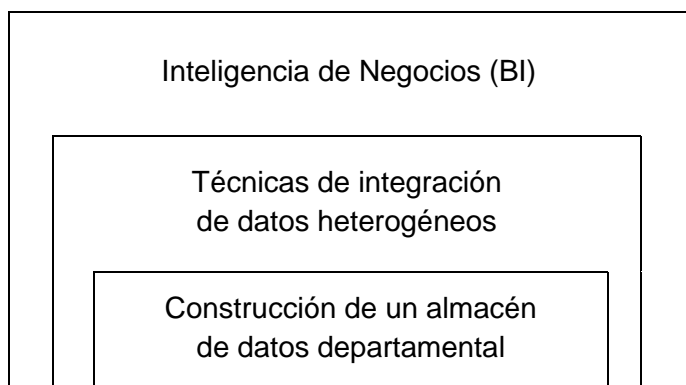 Inteligencia de Negocios (BI)
Técnicas de integración
de datos heterogéneos
Construcción de un almacén
de datos departamental